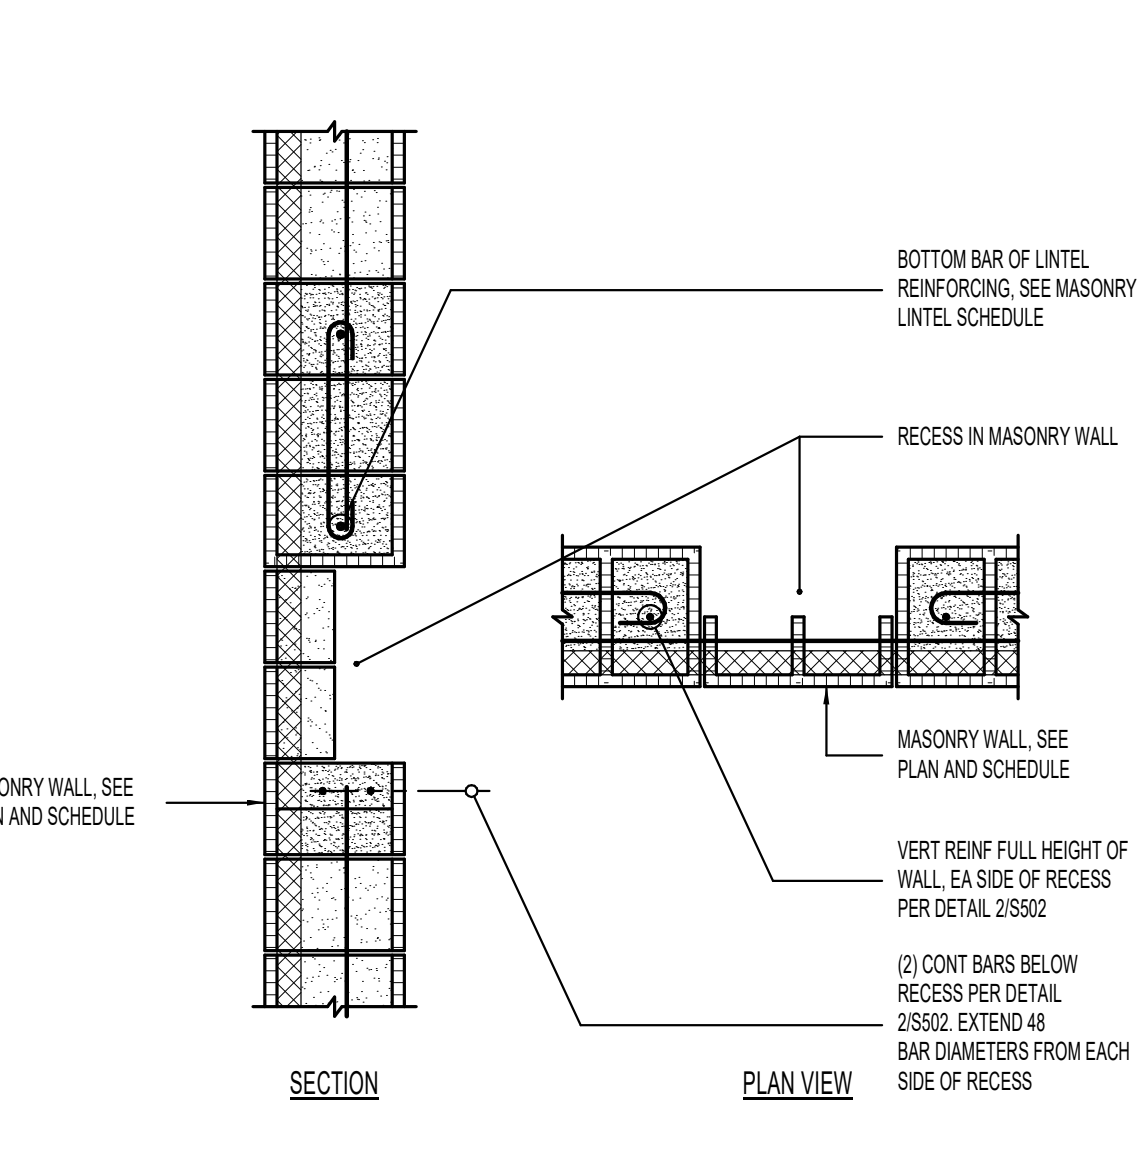 BOTTOM BAR OF LINTEL
REINFORCING, SEE MASONRY
LINTEL SCHEDULE
RECESS IN MASONRY WALL
MASONRY WALL, SEE
PLAN AND SCHEDULE
ONRY WALL, SEE
N AND SCHEDULE
VERT REINF FULL HEIGHT OF
WALL, EA SIDE OF RECESS
PER DETAIL 2/S502
(2) CONT BARS BELOW
RECESS PER DETAIL
2/S502. EXTEND 48
BAR DIAMETERS FROM EACH
SIDE OF RECESS
SECTION
PLAN VIEW